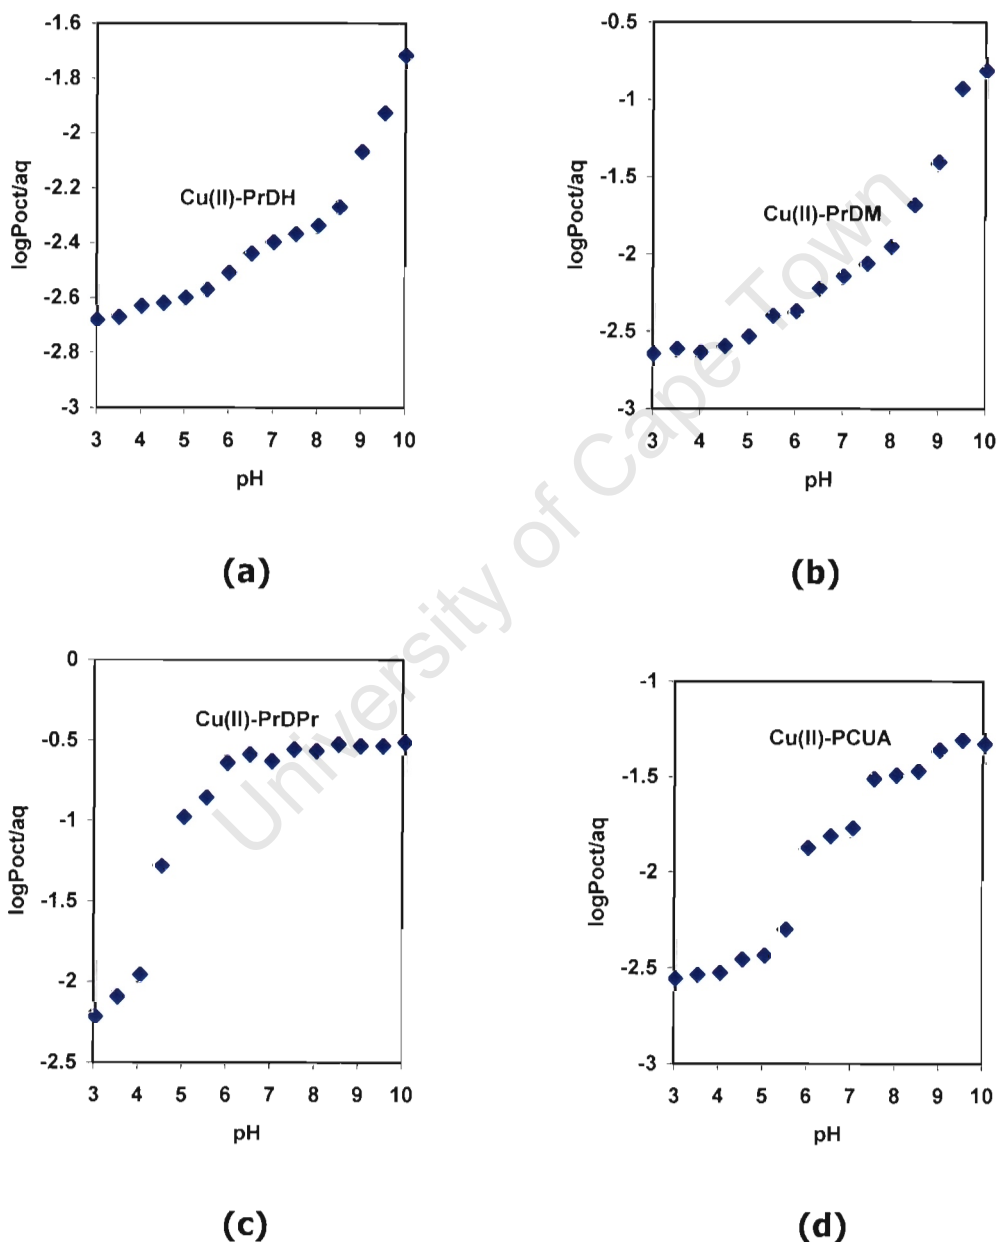 -1.6
-1.8
-2
-2.2
-2.4
-2.6
-2.8
-3
logPoct/aq
Cu(II)-PrDH
3 4 5 6 7 8 9 10
pH
(a)
-0.5
-1
-1.5
-2
-2.5
-3
logPoct/aq
Cu(II)-PrDM
3 4 5 6 7 8 9 10
pH
(b)
0
-0.5
-1
-1.5
-2
-2.5
logPoct/aq
Cu(II)-PrDPr
3 4 5 6 7 8 9 10
pH
(c)
-1
-1.5
-2
-2.5
-3
logPoct/aq
Cu(II)-PCUA
3 4 5 6 7 8 9 10
pH
(d)
University of Cape Town